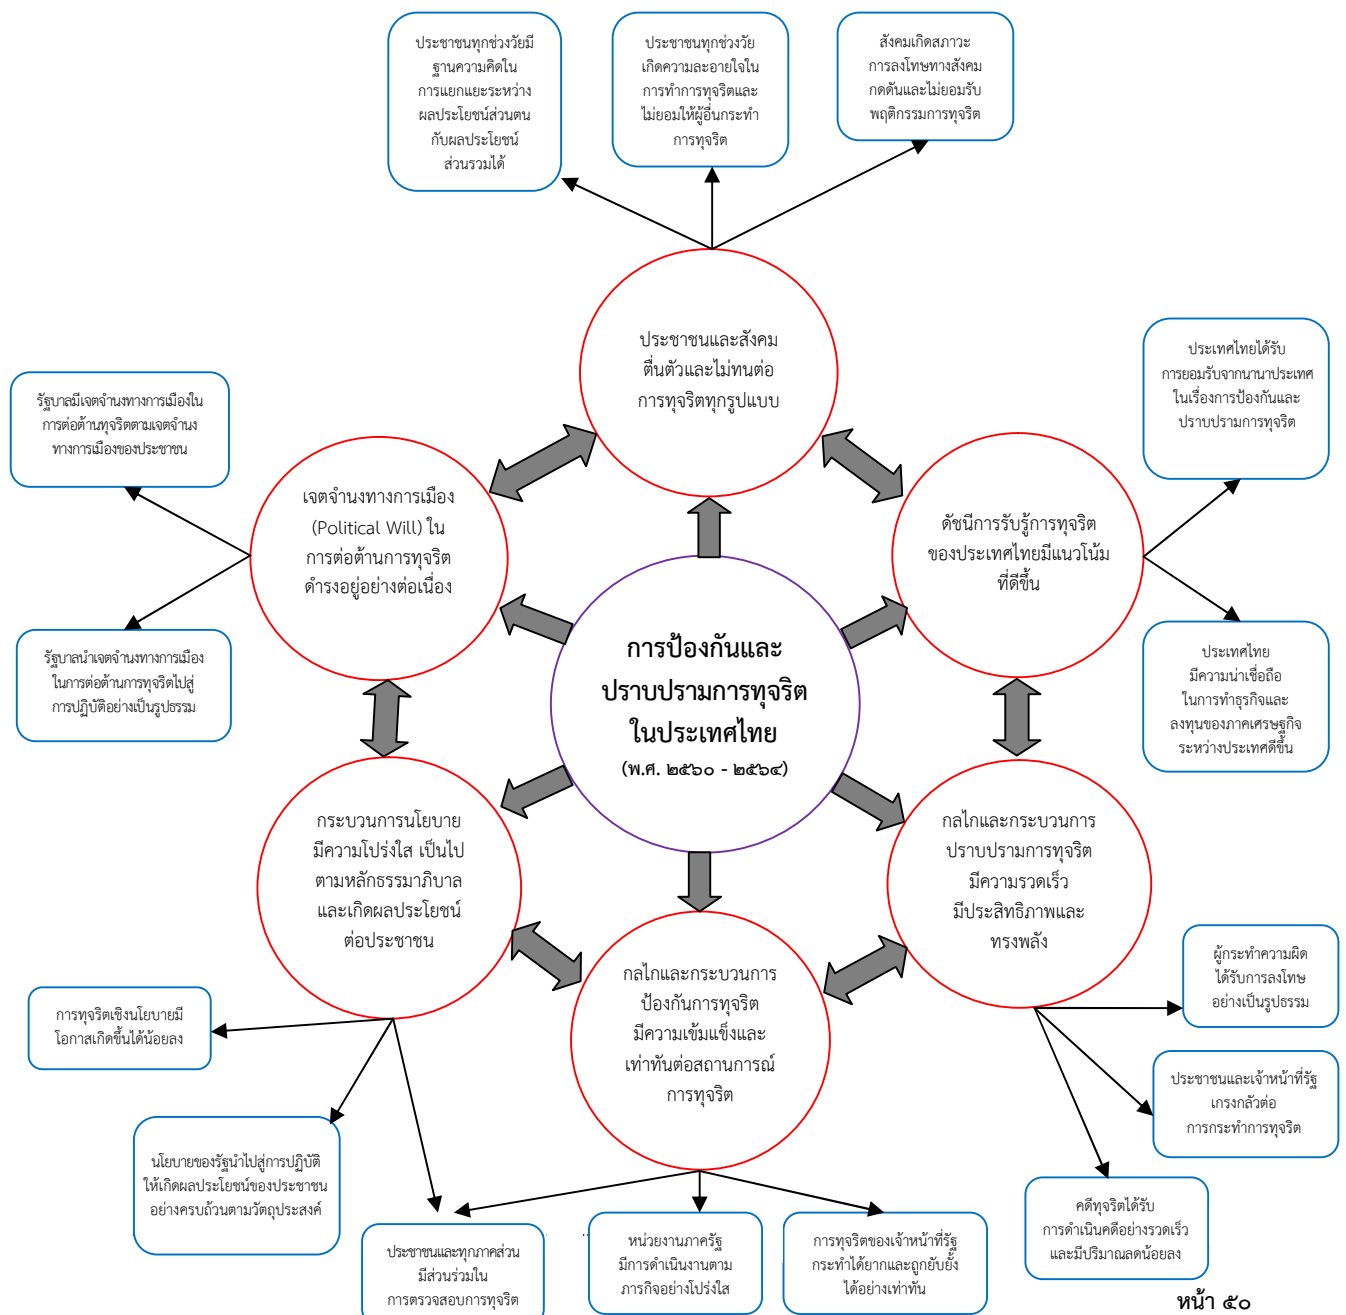 ประชาชนทุกช่วงวัยมี
ฐานความคิดใน
การแยกแยะระหว่าง
ผลประโยชน์ส่วนตน
กับผลประโยชน์
ส่วนรวมได้
ประชาชนทุกช่วงวัย
เกิดความละอายใจใน
การทำการทุจริตและ
ไม่ยอมให้ผู้อื่นกระทำ
การทุจริต
สังคมเกิดสภาวะ
การลงโทษทางสังคม
กดดันและไม่ยอมรับ
พฤติกรรมการทุจริต
ประชาชนและสังคม
ตื่นตัวและไม่ทนต่อ
การทุจริตทุกรูปแบบ
ประเทศไทยได้รับ
การยอมรับจากนานาประเทศ
ในเรื่องการป้องกันและ
ปราบปรามการทุจริต
รัฐบาลมีเจตจำนงทางการเมืองใน
การต่อต้านทุจริตตามเจตจำนง
ทางการเมืองของประชาชน
เจตจำนงทางการเมือง
(Political Will) ใน
การต่อต้านการทุจริต
ดำรงอยู่อย่างต่อเนื่อง
ดัชนีการรับรู้การทุจริต
ของประเทศไทยมีแนวโน้ม
ที่ดีขึ้น
รัฐบาลนำเจตจำนงทางการเมือง
ในการต่อต้านการทุจริตไปสู่
การปฏิบัติอย่างเป็นรูปธรรม
การป้องกันและ
ปราบปรามการทุจริต
ในประเทศไทย
(พ.ศ. ๒๕๖๐ - ๒๕๖๔)
ประเทศไทย
มีความน่าเชื่อถือ
ในการทำธุรกิจและ
ลงทุนของภาคเศรษฐกิจ
ระหว่างประเทศดีขึ้น
กระบวนการนโยบาย
มีความโปร่งใส เป็นไป
ตามหลักธรรมาภิบาล
และเกิดผลประโยชน์
ต่อประชาชน
กลไกและกระบวนการ
ปราบปรามการทุจริต
มีความรวดเร็ว
มีประสิทธิภาพและ
ทรงพลัง
กลไกและกระบวนการ
ป้องกันการทุจริต
มีความเข้มแข็งและ
เท่าทันต่อสถานการณ์
การทุจริต
ผู้กระทำความผิด
ได้รับการลงโทษ
อย่างเป็นรูปธรรม
การทุจริตเชิงนโยบายมี
โอกาสเกิดขึ้นได้น้อยลง
ประชาชนและเจ้าหน้าที่รัฐ
เกรงกลัวต่อ
การกระทำการทุจริต
นโยบายของรัฐนำไปสู่การปฏิบัติ
ให้เกิดผลประโยชน์ของประชาชน
อย่างครบถ้วนตามวัตถุประสงค์
คดีทุจริตได้รับ
การดำเนินคดีอย่างรวดเร็ว
และมีปริมาณลดน้อยลง
ประชาชนและทุกภาคส่วน
มีส่วนร่วมใน
การตรวจสอบการทุจริต
หน่วยงานภาครัฐ
มีการดำเนินงานตาม
ภารกิจอย่างโปร่งใส
การทุจริตของเจ้าหน้าที่รัฐ
กระทำได้ยากและถูกยับยั้ง
ได้อย่างเท่าทัน
หน้า ๕๐